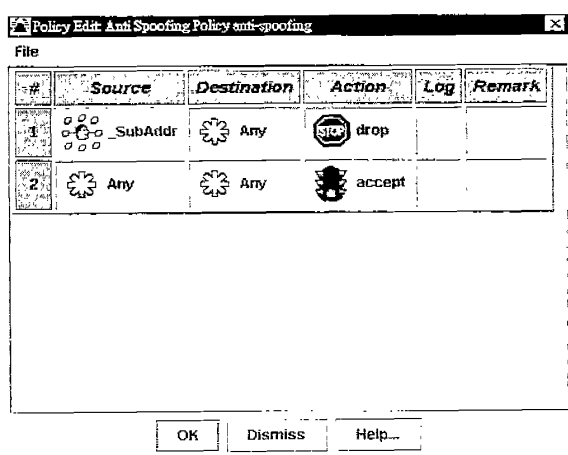 Policy Edit: Anti Spoofing Policy anti-spoofing
File
# Source Destination Action Log Remark
1 _SubAddr Any STOP drop
2 Any Any accept
OK Dismiss Help...